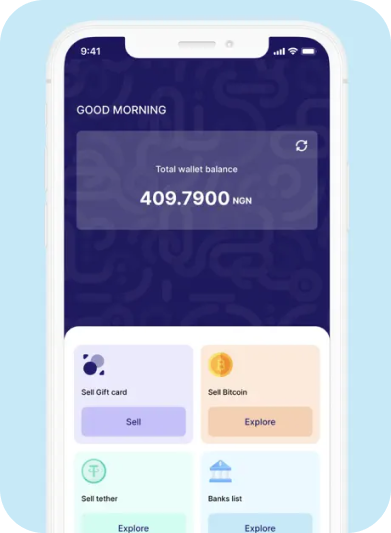 9:41
GOOD MORNING
Total wallet balance
409.7900 NGN
Sell Gift card
Sell Bitcoin
Sell
Explore
Sell tether
Banks list
Explore
Explore